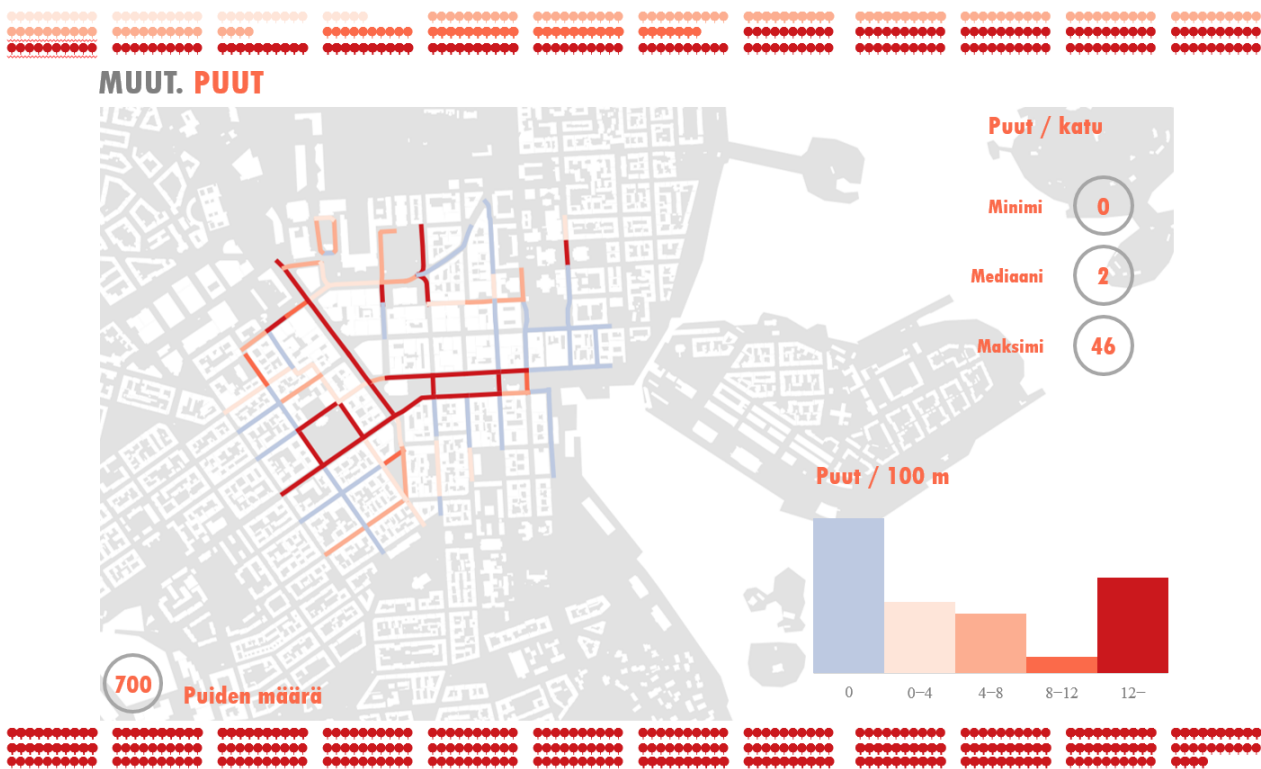 MUUT. PUUT
Puut / katu
Minimi 0
Mediaani 2
Maksimi 46
Puut / 100 m
0 0–4 4–8 8–12 12–
700 Puiden määrä